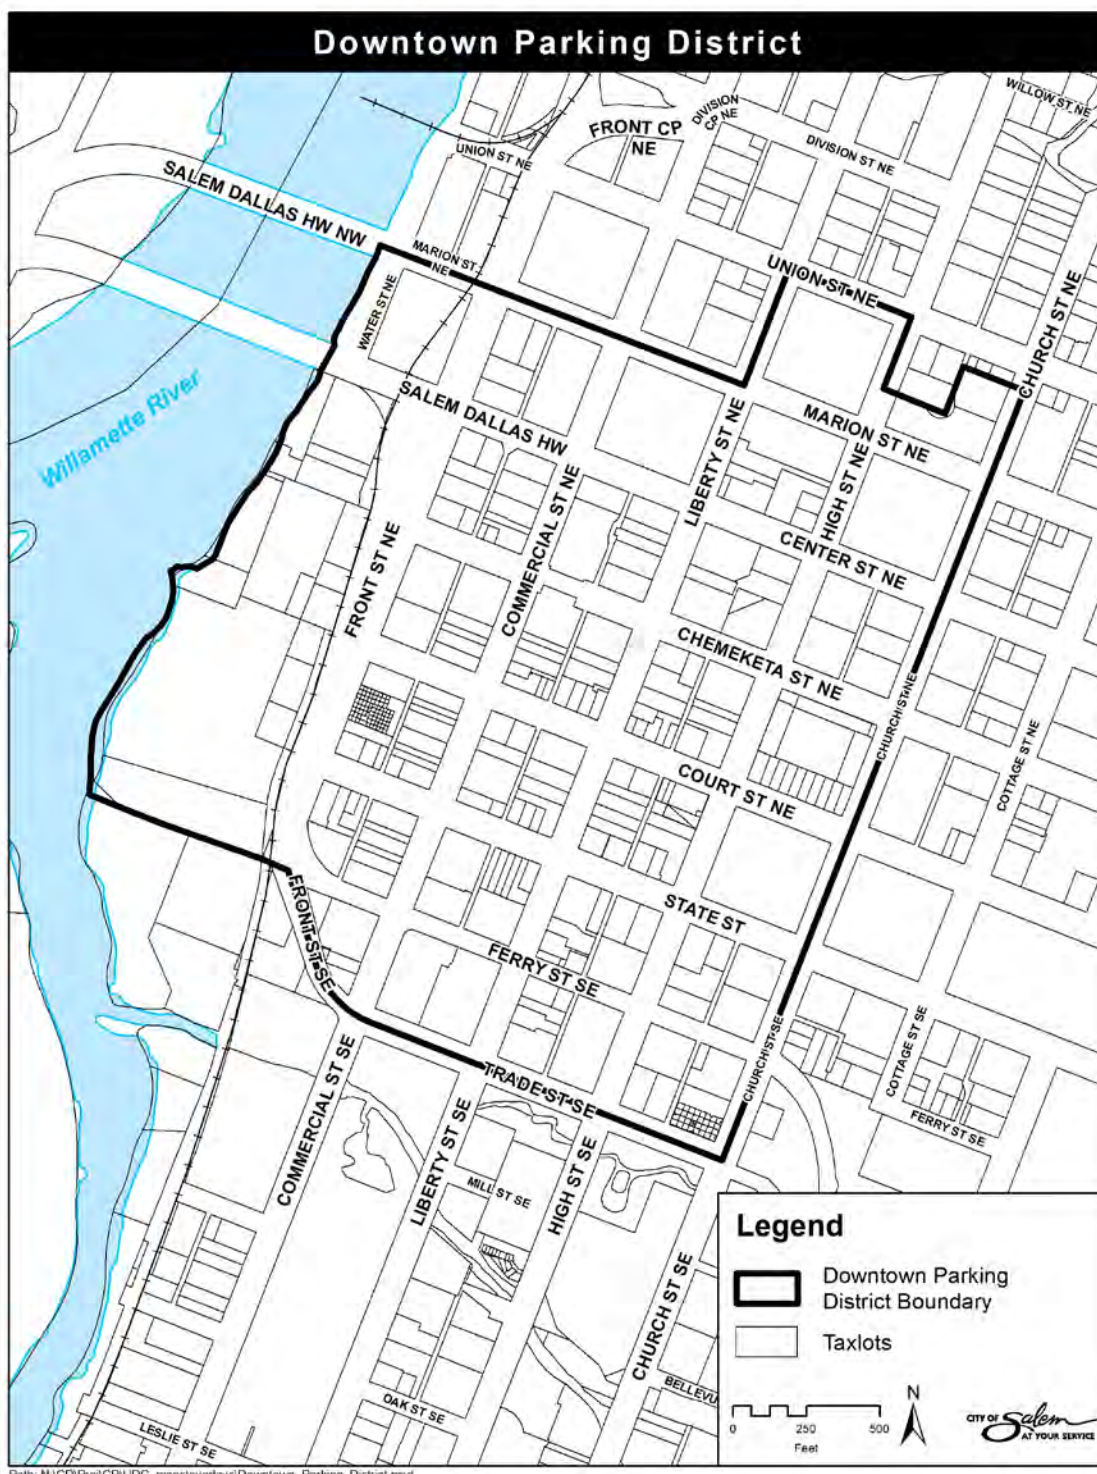 Downtown Parking District
WILLOW ST NE
DIVISION
CP NE
FRONT CP
NE
DIVISION ST NE
UNION ST NE
SALEM DALLAS HW NW
MARION ST
NE
UNION ST NE
WATER ST NE
CHURCH ST NE
Willamette River
SALEM DALLAS HW
MARION ST NE
LIBERTY ST NE
HIGH ST NE
COMMERCIAL ST NE
CENTER ST NE
FRONT ST NE
CHEMEKETA ST NE
CHURCH ST NE
COTTAGE ST NE
COURT ST NE
STATE ST
FRONT ST SE
FERRY ST SE
CHURCH ST SE
COTTAGE ST SE
TRADE ST SE
FERRY ST SE
COMMERCIAL ST SE
LIBERTY ST SE
HIGH ST SE
MILL ST SE
CHURCH ST SE
BELLEVU
OAK ST SE
LESLIE ST SE
Legend
Downtown Parking
District Boundary
Taxlots
0 250 500
Feet
N
CITY OF Salem
AT YOUR SERVICE